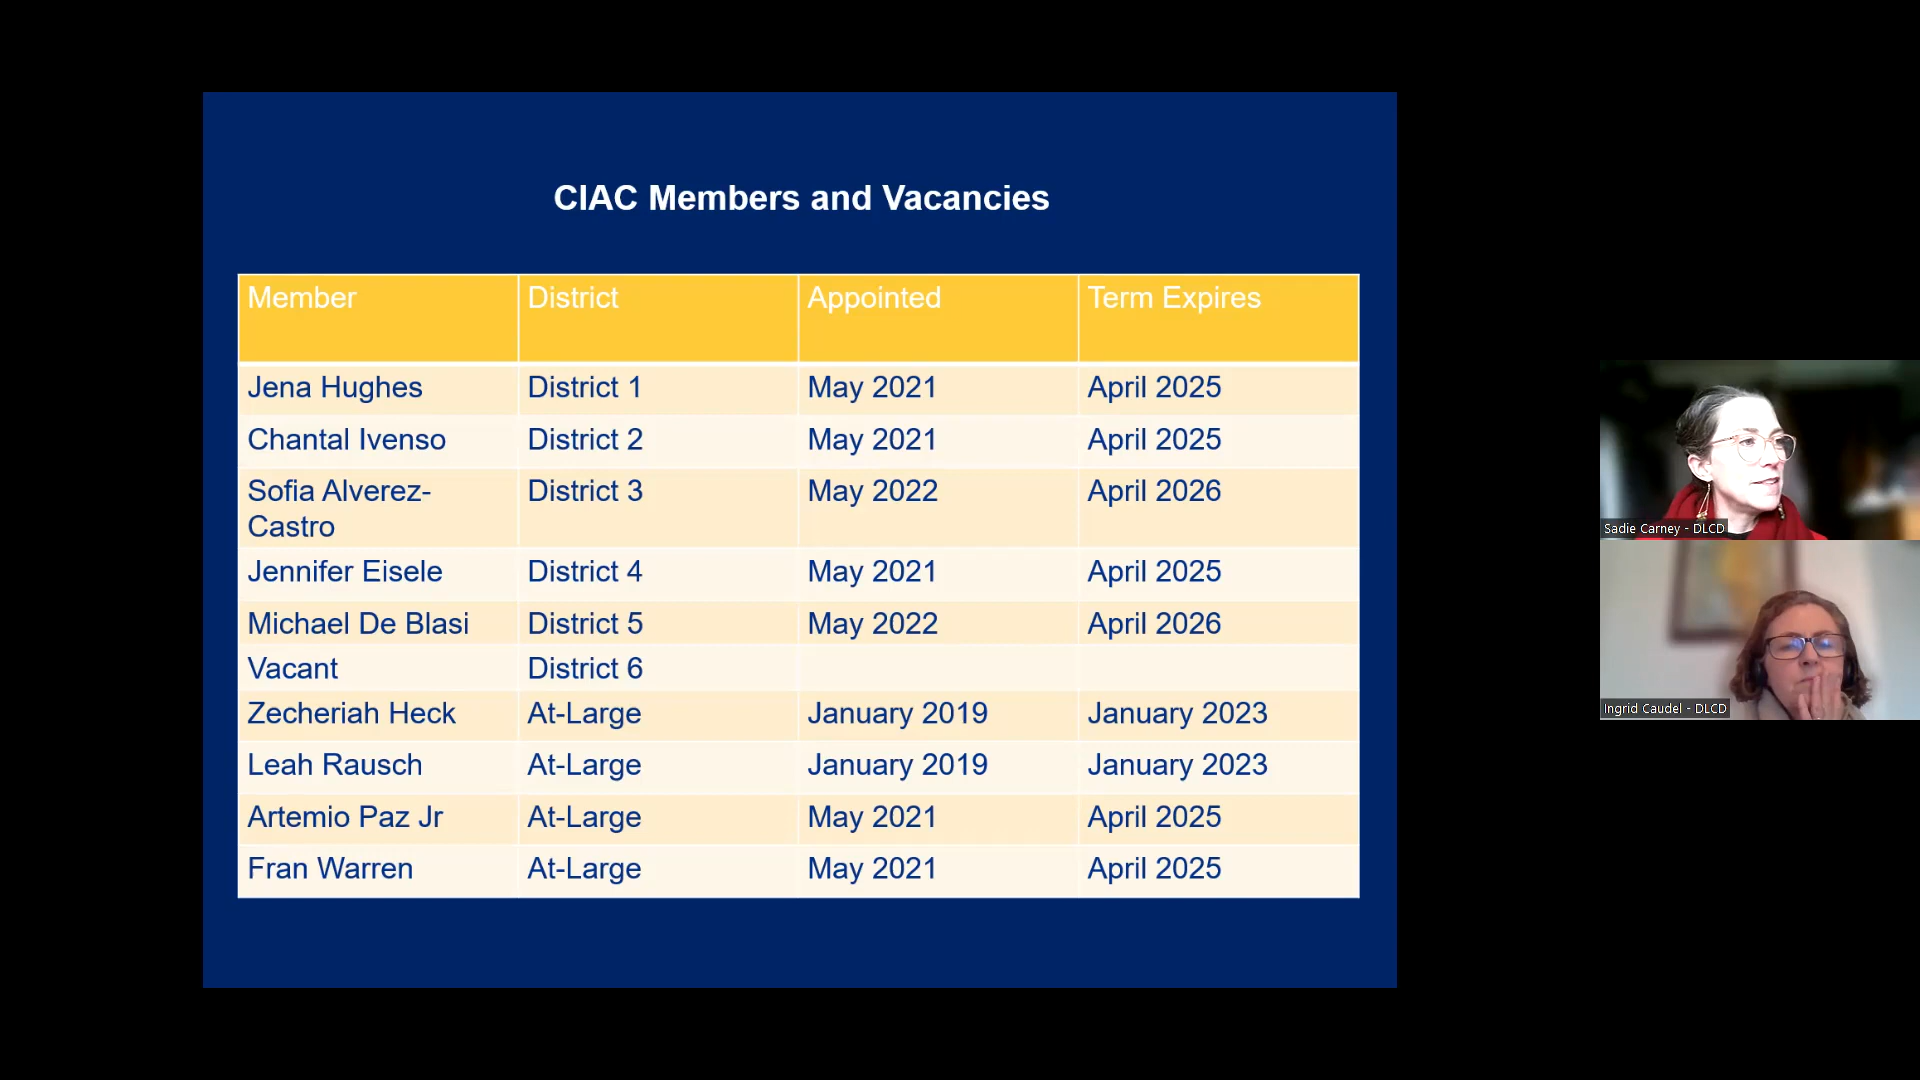 CIAC Members and Vacancies
Member District Appointed Term Expires
Jena Hughes District 1 May 2021 April 2025
Chantal Ivenso District 2 May 2021 April 2025
Sofia Alverez- District 3 May 2022 April 2026
Castro
Jennifer Eisele District 4 May 2021 April 2025
Michael De Blasi District 5 May 2022 April 2026
Vacant District 6
Zecheriah Heck At-Large January 2019 January 2023
Leah Rausch At-Large January 2019 January 2023
Artemio Paz Jr At-Large May 2021 April 2025
Fran Warren At-Large May 2021 April 2025
Sadie Carney - DLCD
Ingrid Caudel - DLCD